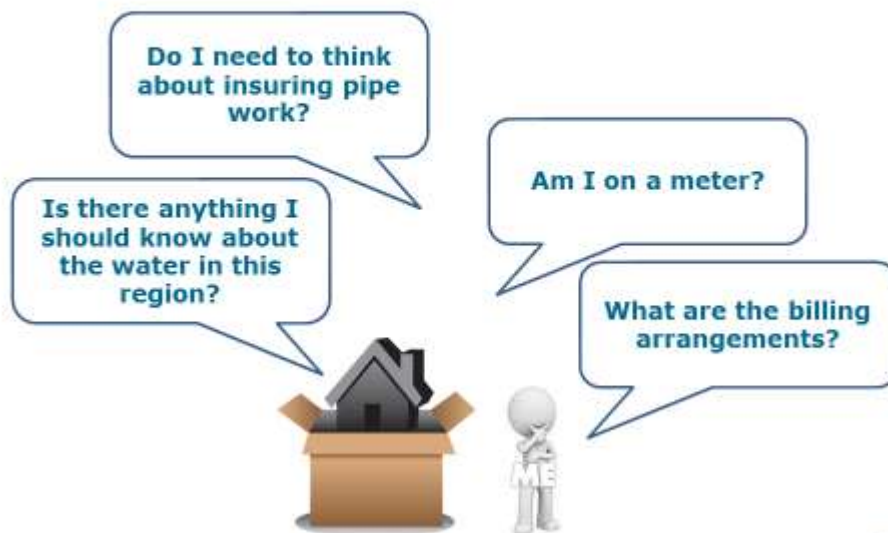 Do I need to think
about insuring pipe
work?
Am I on a meter?
Is there anything I
should know about
the water in this
region?
What are the billing
arrangements?
ME